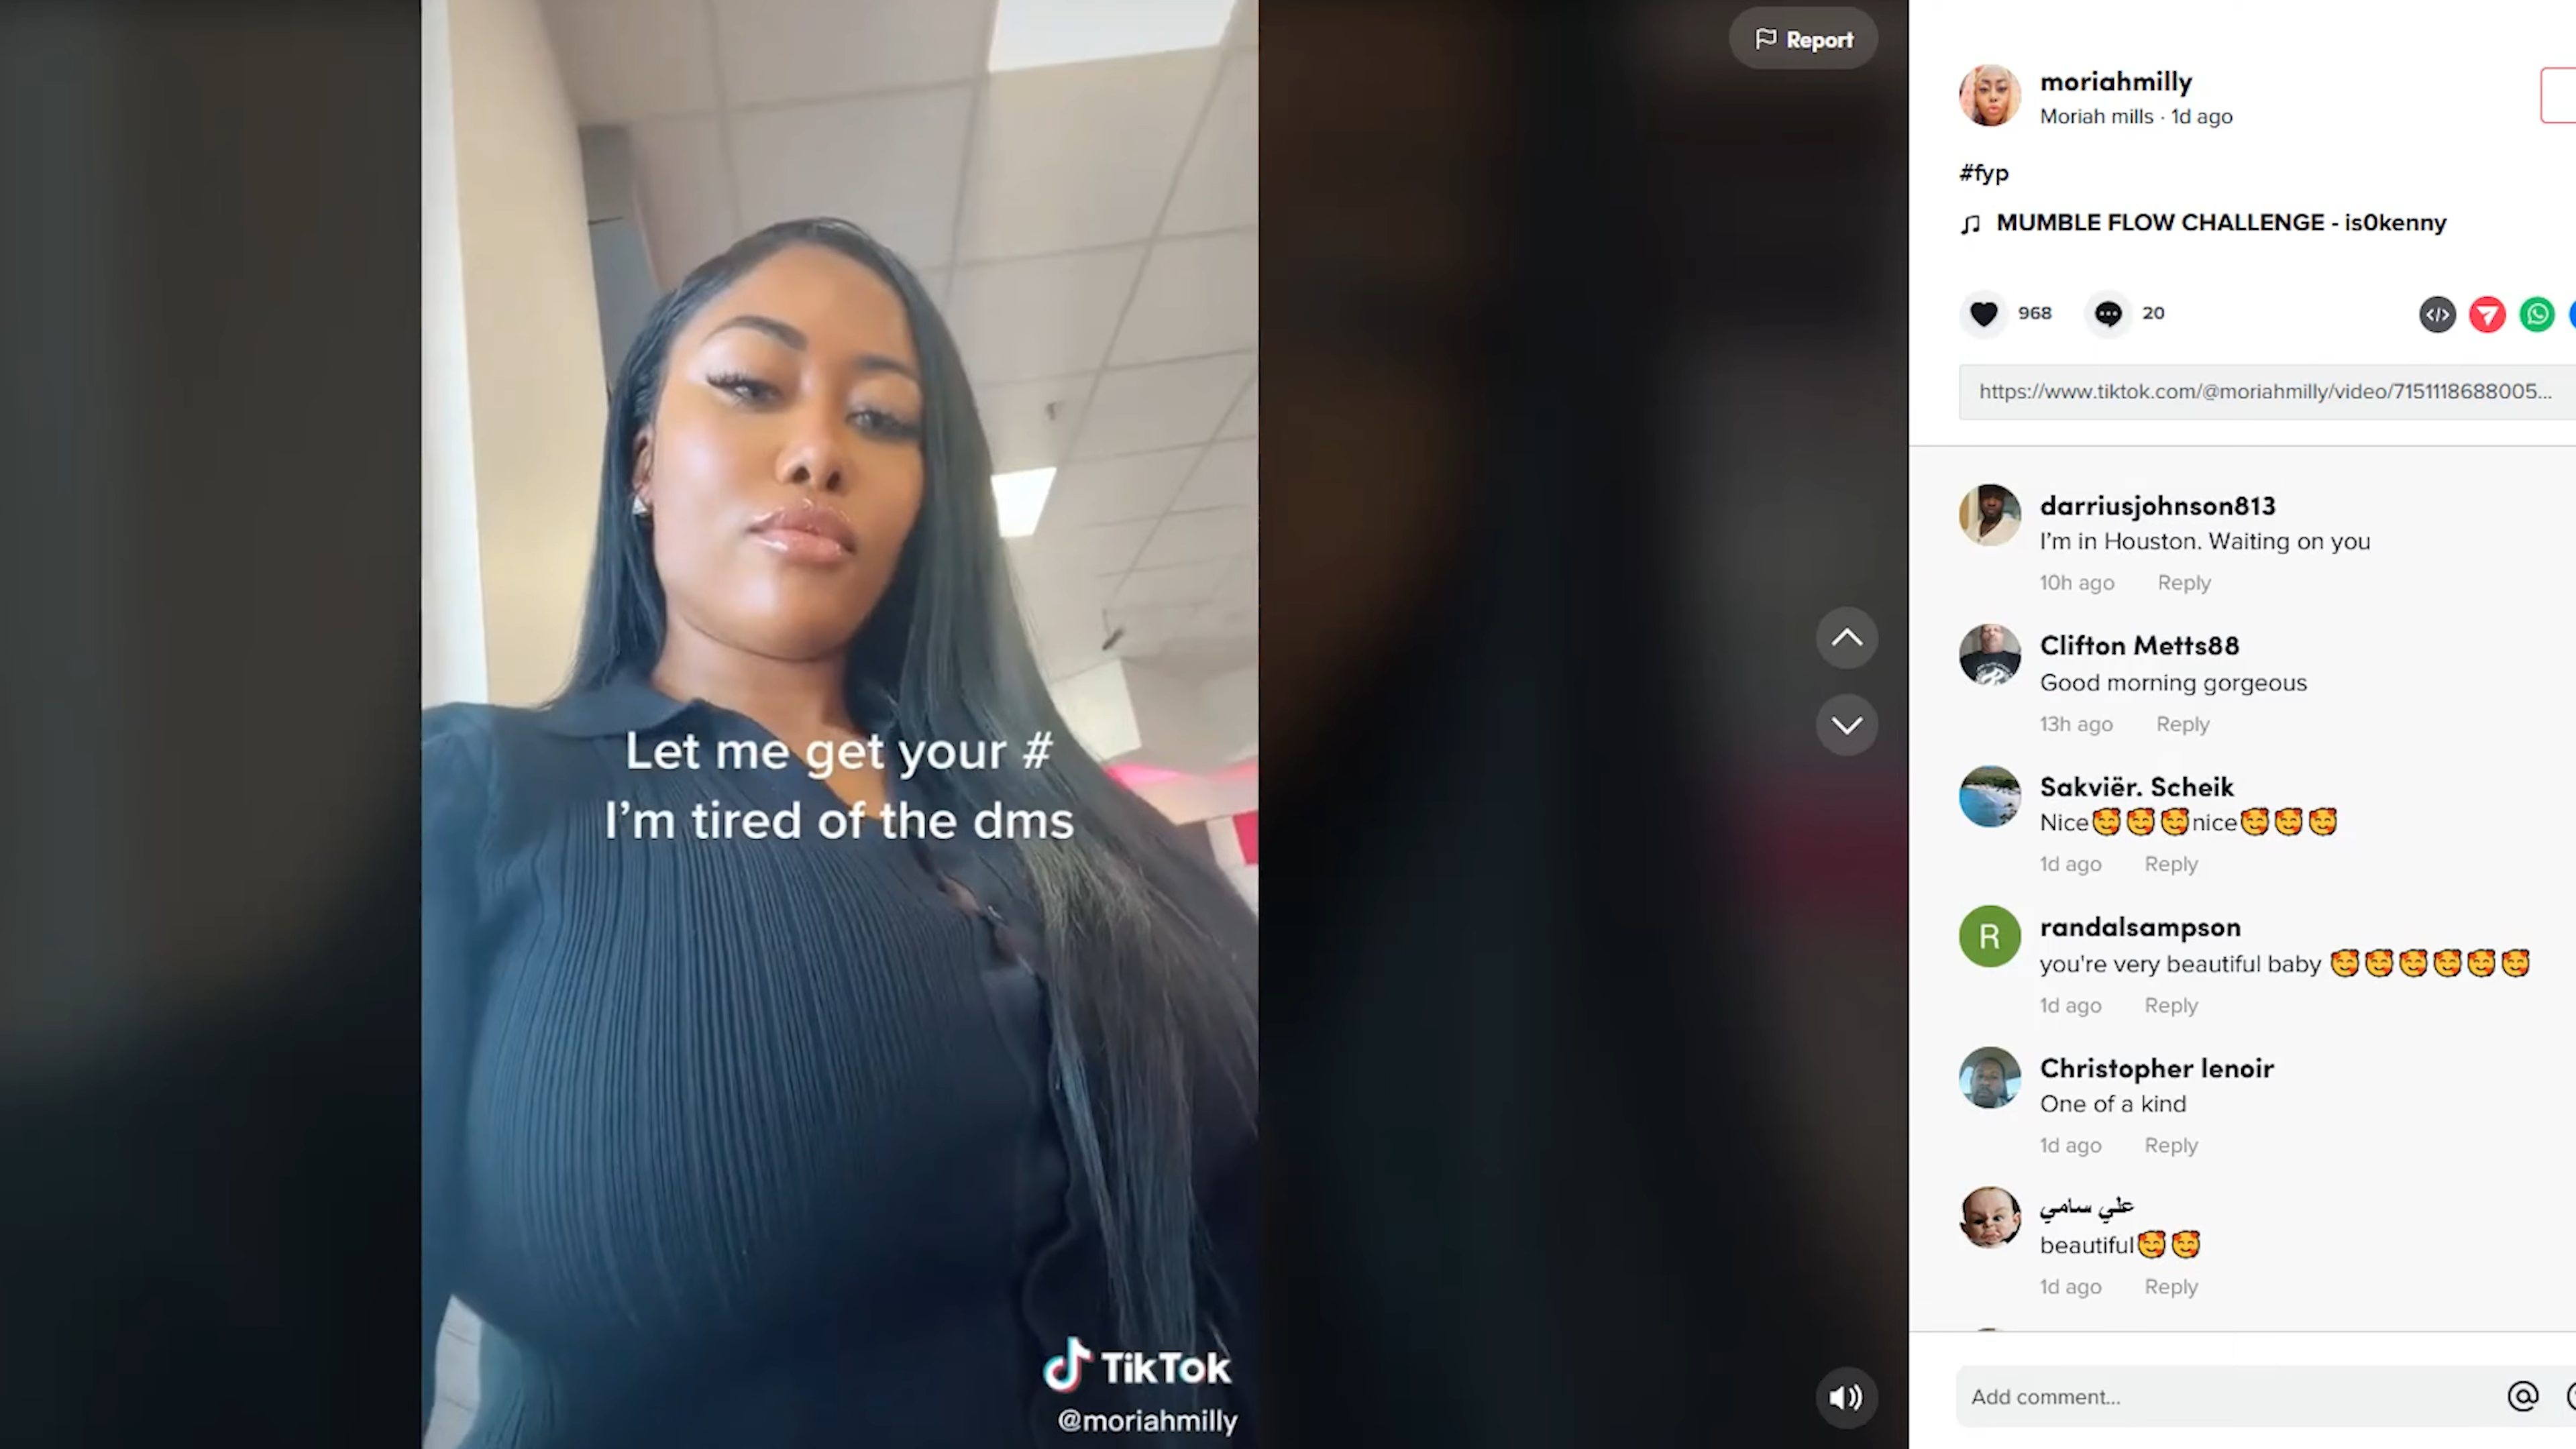 Report
Let me get your #
I'm tired of the dms
TikTok
@moriahmilly
moriahmilly
Moriah mills · 1d ago
#fyp
MUMBLE FLOW CHALLENGE - is0kenny
968
20
https://www.tiktok.com/@moriahmilly/video/7151118688005...
darriusjohnson813
I'm in Houston. Waiting on you
10h ago Reply
Clifton Metts88
Good morning gorgeous
13h ago Reply
Sakviër. Scheik
Nice🥰🥰🥰nice🥰🥰🥰
1d ago Reply
R
randalsampson
you're very beautiful baby 🥰🥰🥰🥰🥰🥰
1d ago Reply
Christopher lenoir
One of a kind
1d ago Reply
علي سامي
beautiful🥰🥰
1d ago Reply
Add comment...
@